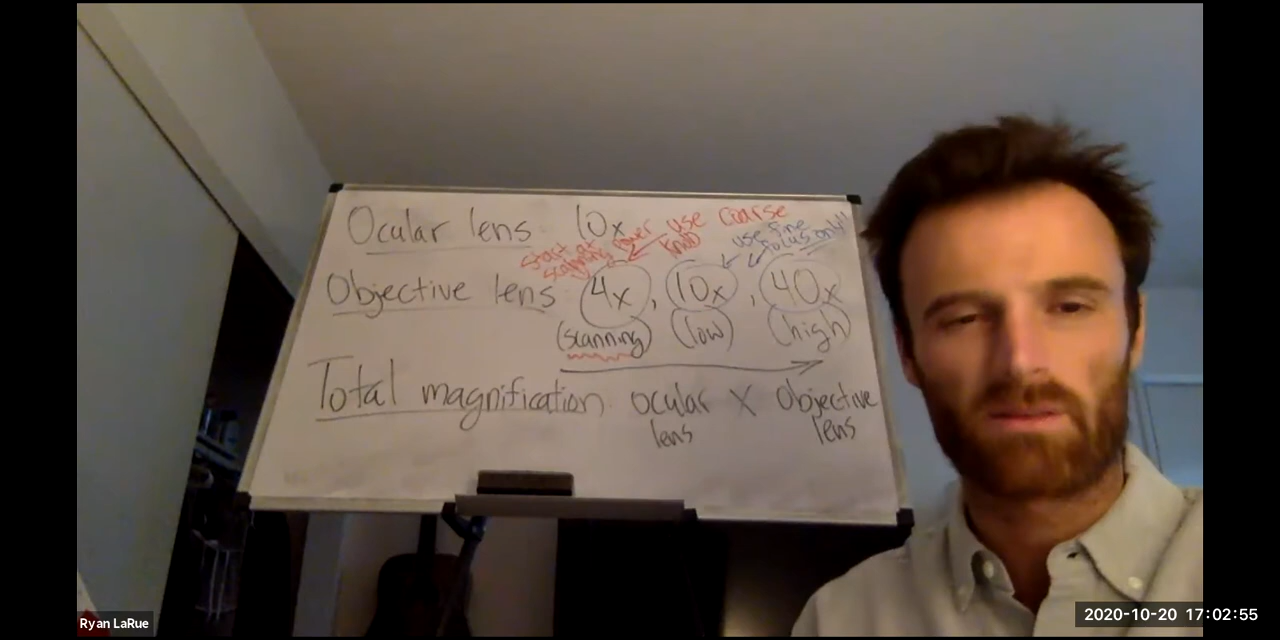 Ocular lens 10x
start at scanning power
use coarse knob
use fine focus only!!
Objective lens 4x, 10x, 40x
(scanning) (low) (high)
Total magnification ocular lens X Objective lens
Ryan LaRue
2020-10-20 17:02:55